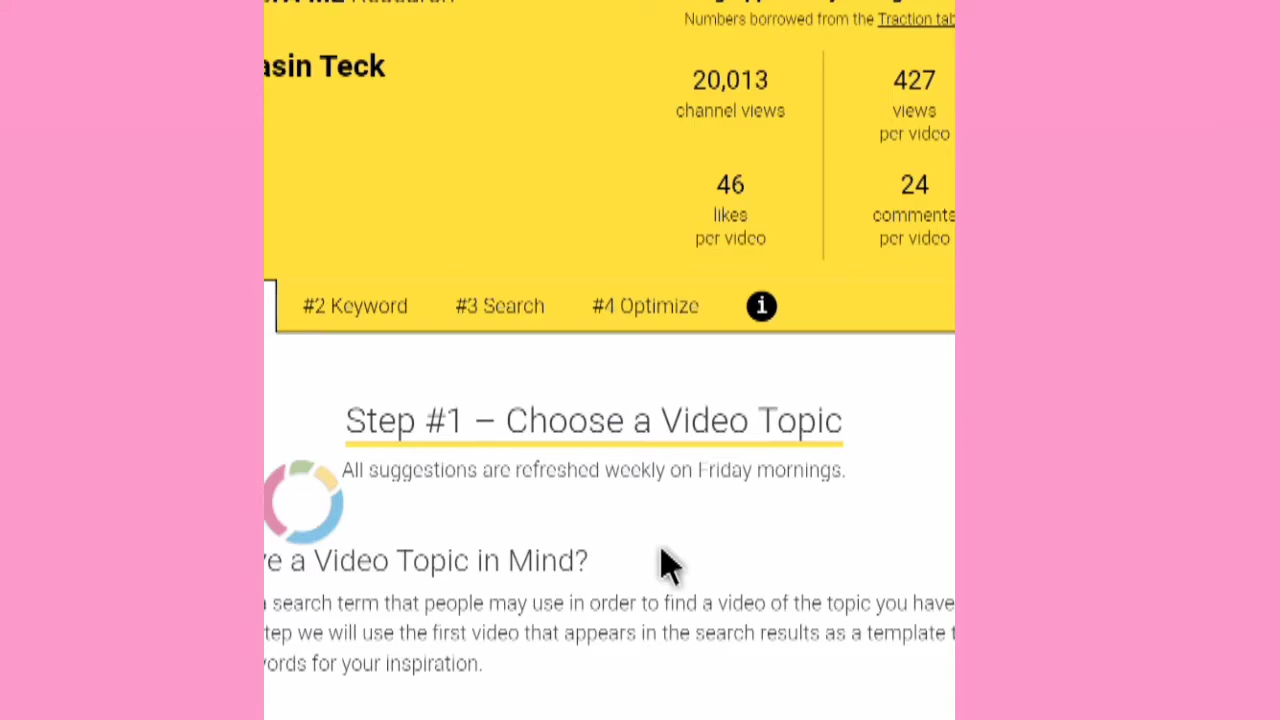 Numbers borrowed from the Traction tab
asin Teck
20,013
channel views
427
views
per video
46
likes
per video
24
comments
per video
#2 Keyword #3 Search #4 Optimize i
Step #1 – Choose a Video Topic
All suggestions are refreshed weekly on Friday mornings.
ve a Video Topic in Mind?
search term that people may use in order to find a video of the topic you have
tep we will use the first video that appears in the search results as a template
words for your inspiration.